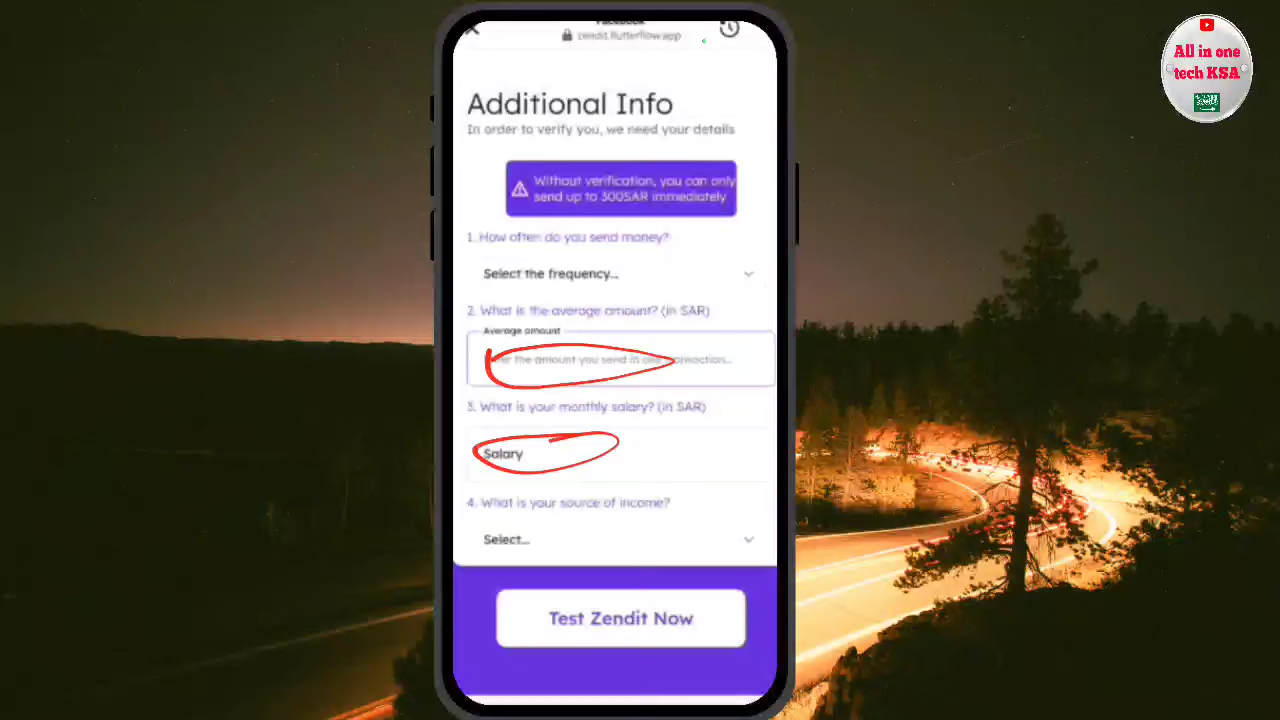 Facebook
zendit.flutterflow.app
All in one
tech KSA
Additional Info
In order to verify you, we need your details
Without verification, you can only
send up to 300SAR immediately
1. How often do you send money?
Select the frequency...
2. What is the average amount? (in SAR)
Average amount
the amount you send in
3. What is your monthly salary? (in SAR)
Salary
4. What is your source of income?
Select...
Test Zendit Now